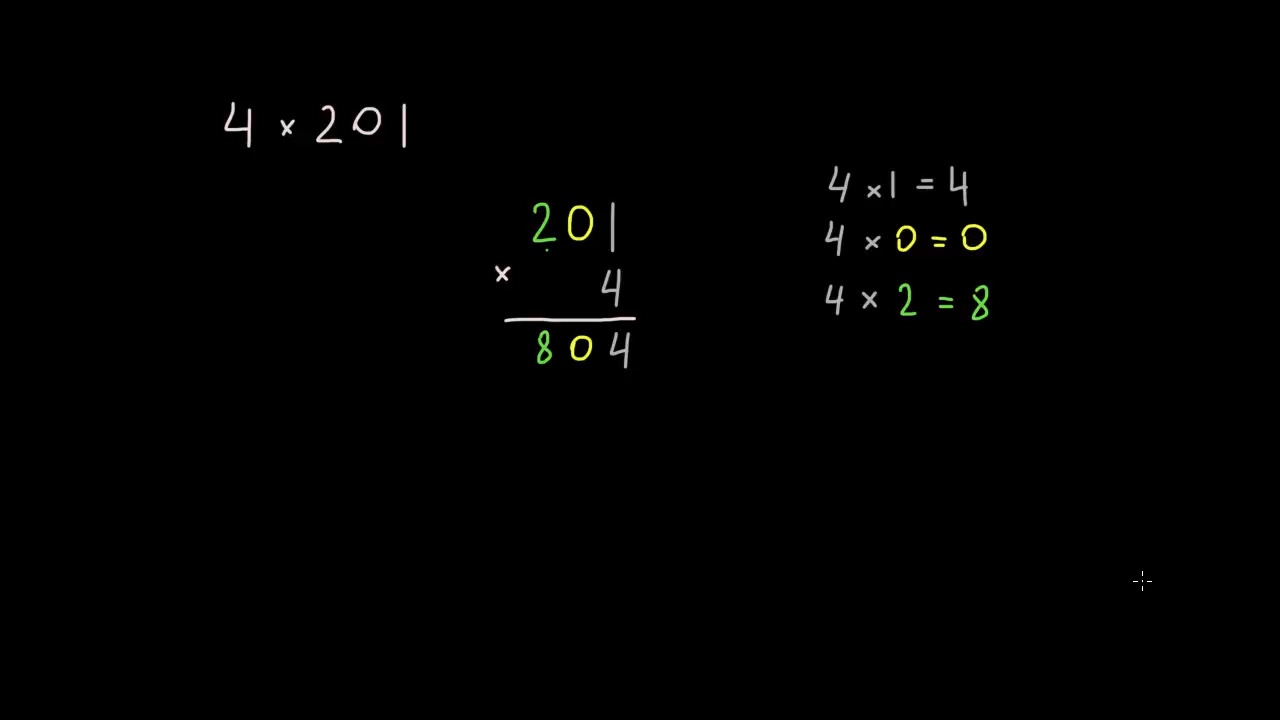 4 × 201
201
× 4
804
4 × 1 = 4
4 × 0 = 0
4 × 2 = 8